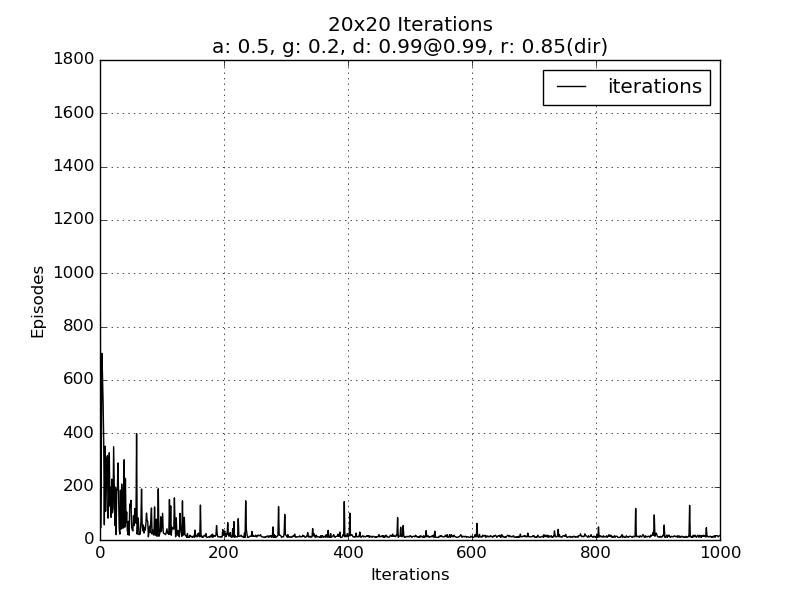 20x20 Iterations
a: 0.5, g: 0.2, d: 0.99@0.99, r: 0.85(dir)
iterations
1800
1600
1400
1200
1000
800
600
400
200
0
Episodes
0 200 400 600 800 1000
Iterations